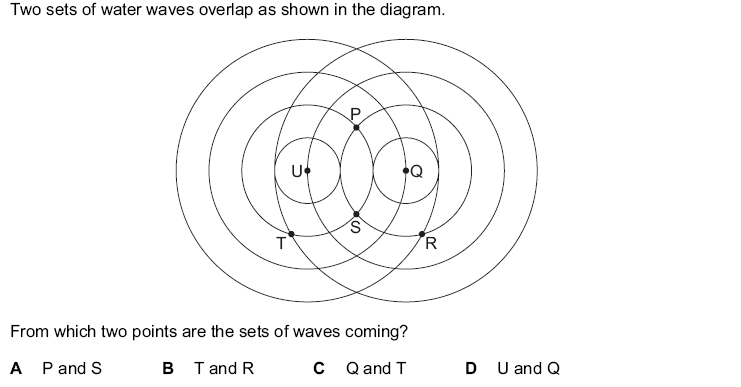 Two sets of water waves overlap as shown in the diagram.
P
U
Q
S
T
R
From which two points are the sets of waves coming?
A P and S B T and R C Q and T D U and Q